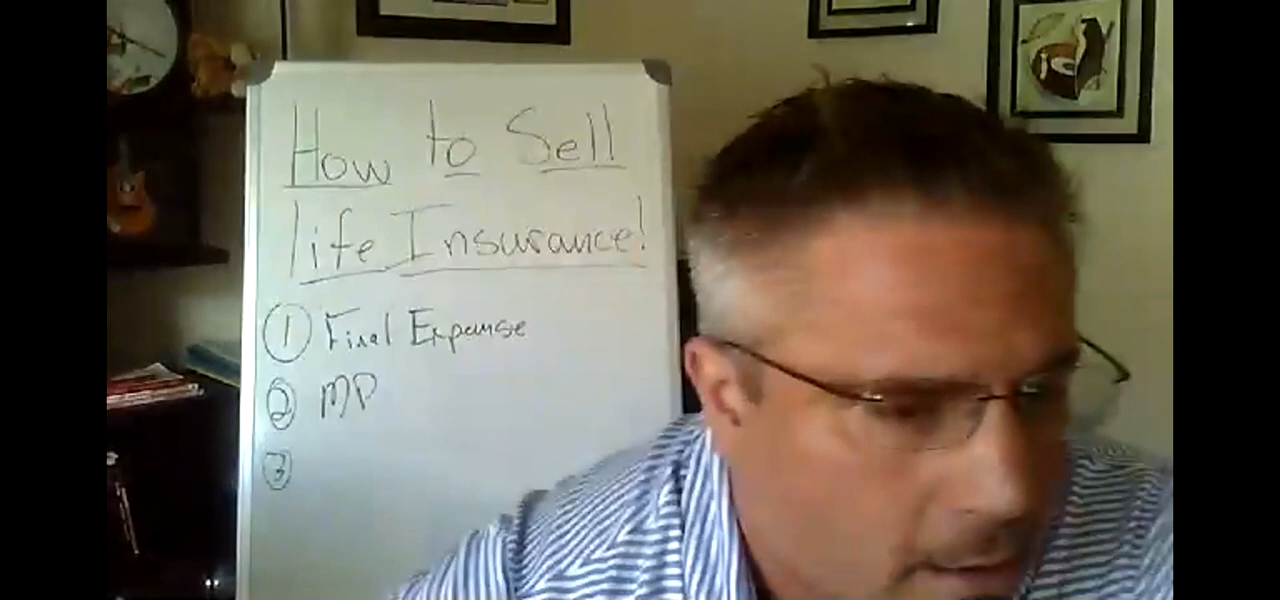 How to Sell
life Insurance!
① Final Expense
② MP
③